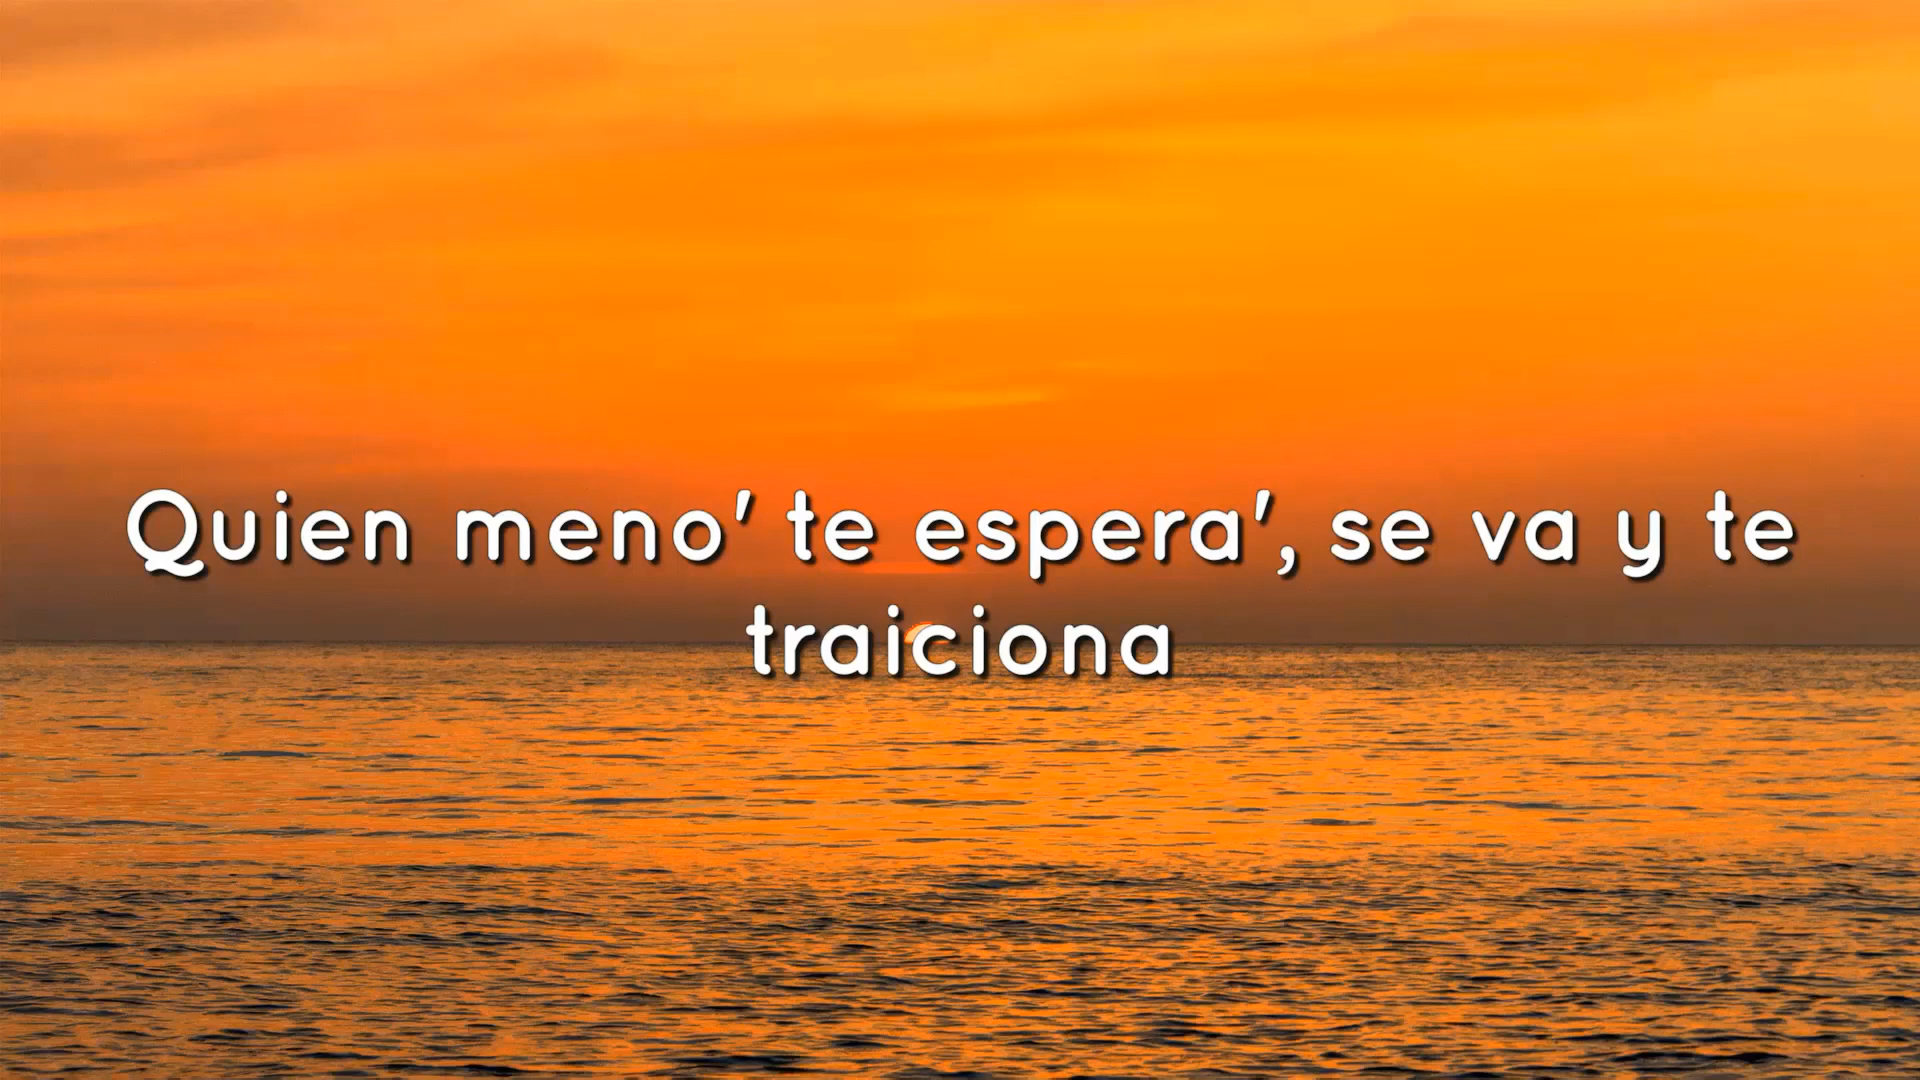 Quien meno' te espera', se va y te
traiciona